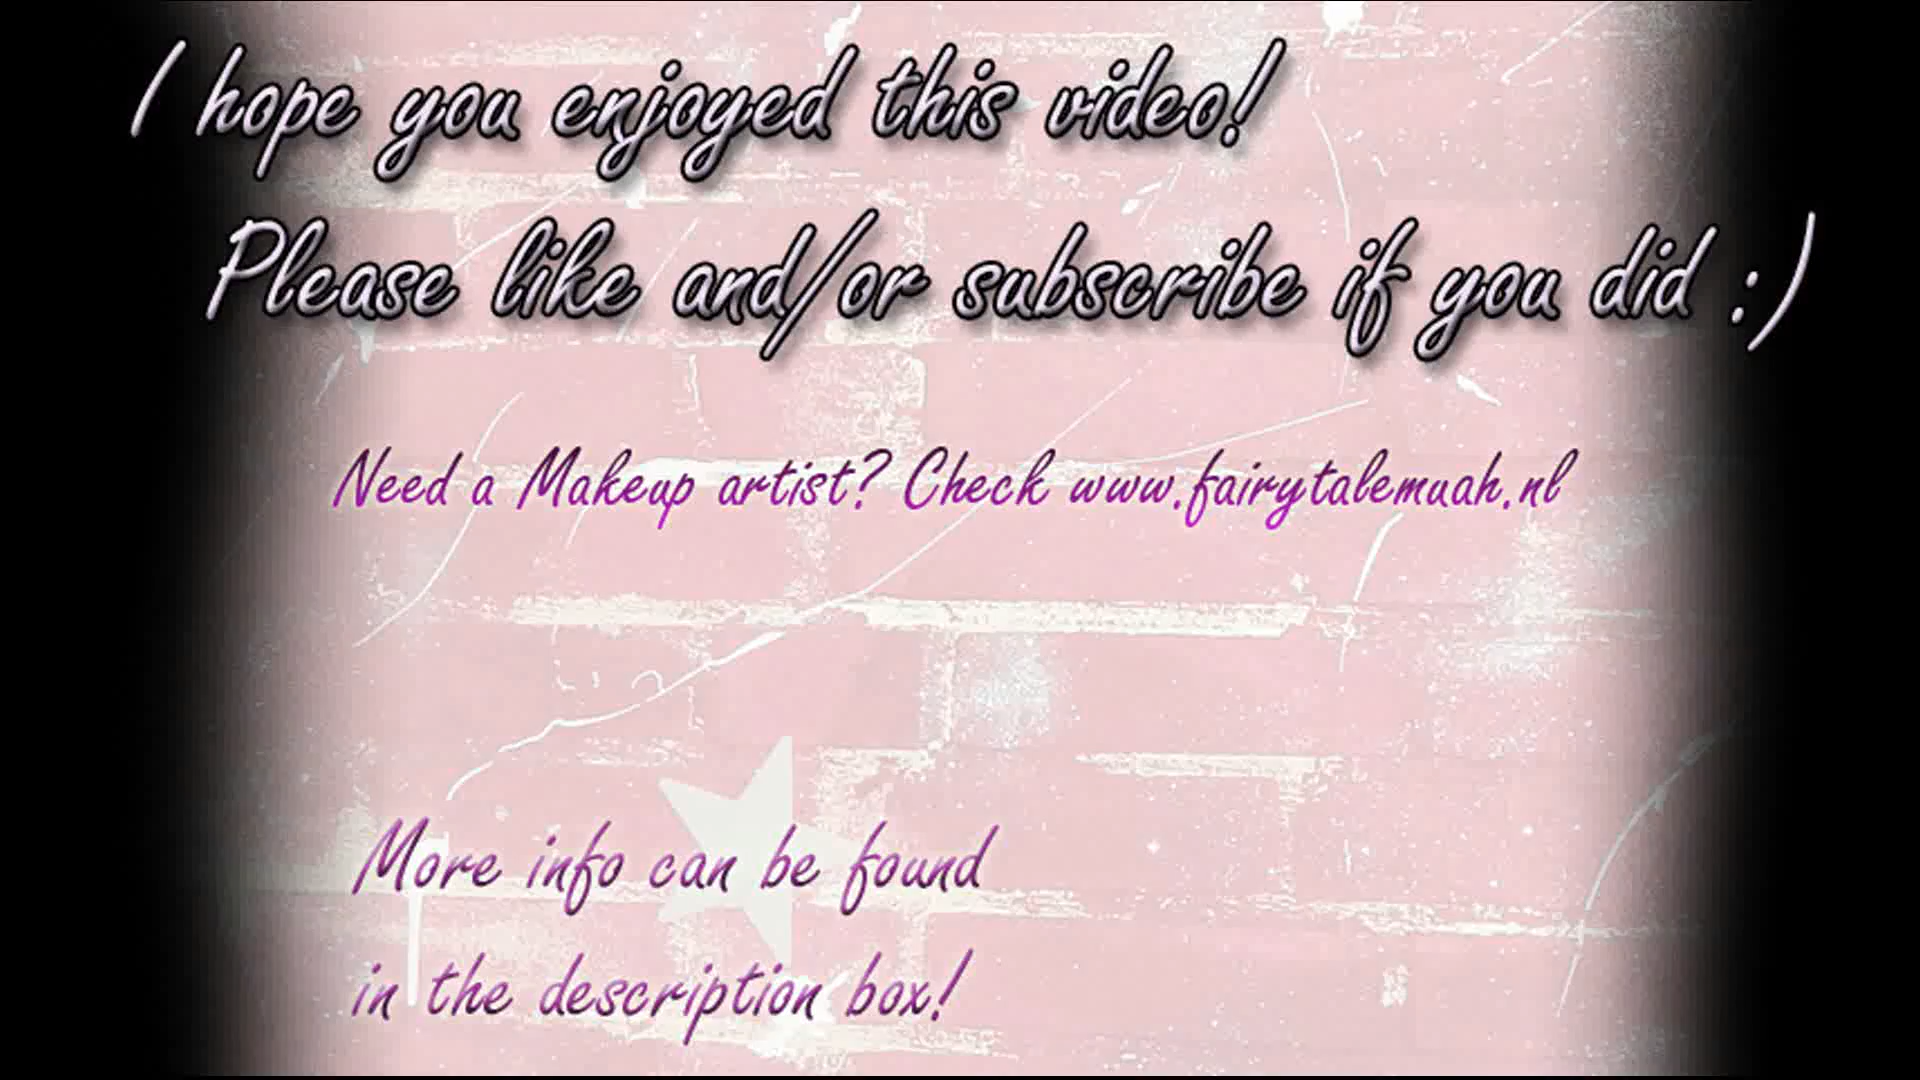 I hope you enjoyed this video!
Please like and/or subscribe if you did :)
Need a Makeup artist? Check www.fairytalemuah.nl
More info can be found
in the description box!